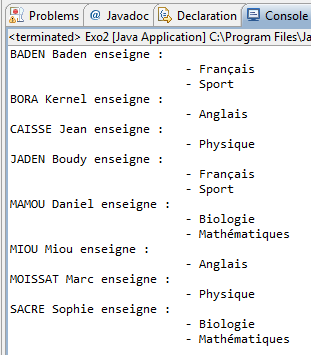 Problems @ Javadoc Declaration Console
<terminated> Exo2 [Java Application] C:\Program Files\Ja
BADEN Baden enseigne :
- Français
- Sport
BORA Kernel enseigne :
- Anglais
CAISSE Jean enseigne :
- Physique
JADEN Boudy enseigne :
- Français
- Sport
MAMOU Daniel enseigne :
- Biologie
- Mathématiques
MIOU Miou enseigne :
- Anglais
MOISSAT Marc enseigne :
- Physique
SACRE Sophie enseigne :
- Biologie
- Mathématiques